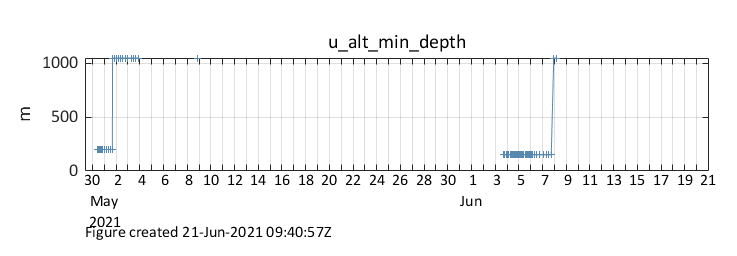 u_alt_min_depth
1000
500
0
m
30 2 4 6 8 10 12 14 16 18 20 22 24 26 28 30 1 3 5 7 9 11 13 15 17 19 21
May Jun
2021
Figure created 21-Jun-2021 09:40:57Z